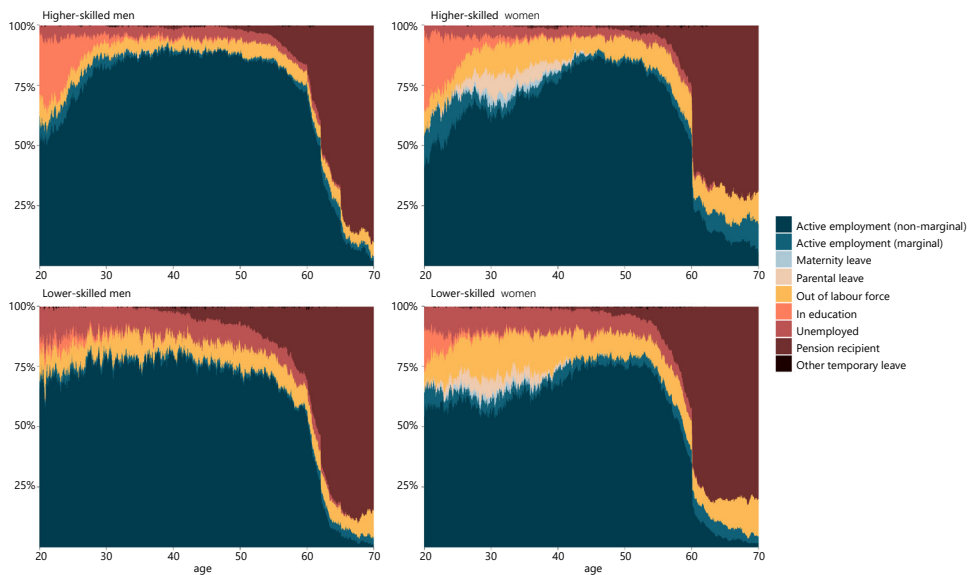 Higher-skilled men
Higher-skilled women
100%
75%
50%
25%
20 30 40 50 60 70
100%
75%
50%
25%
20 30 40 50 60 70
Lower-skilled men
Lower-skilled women
100%
75%
50%
25%
20 30 40 50 60 70
age
100%
75%
50%
25%
20 30 40 50 60 70
age
Active employment (non-marginal)
Active employment (marginal)
Maternity leave
Parental leave
Out of labour force
In education
Unemployed
Pension recipient
Other temporary leave